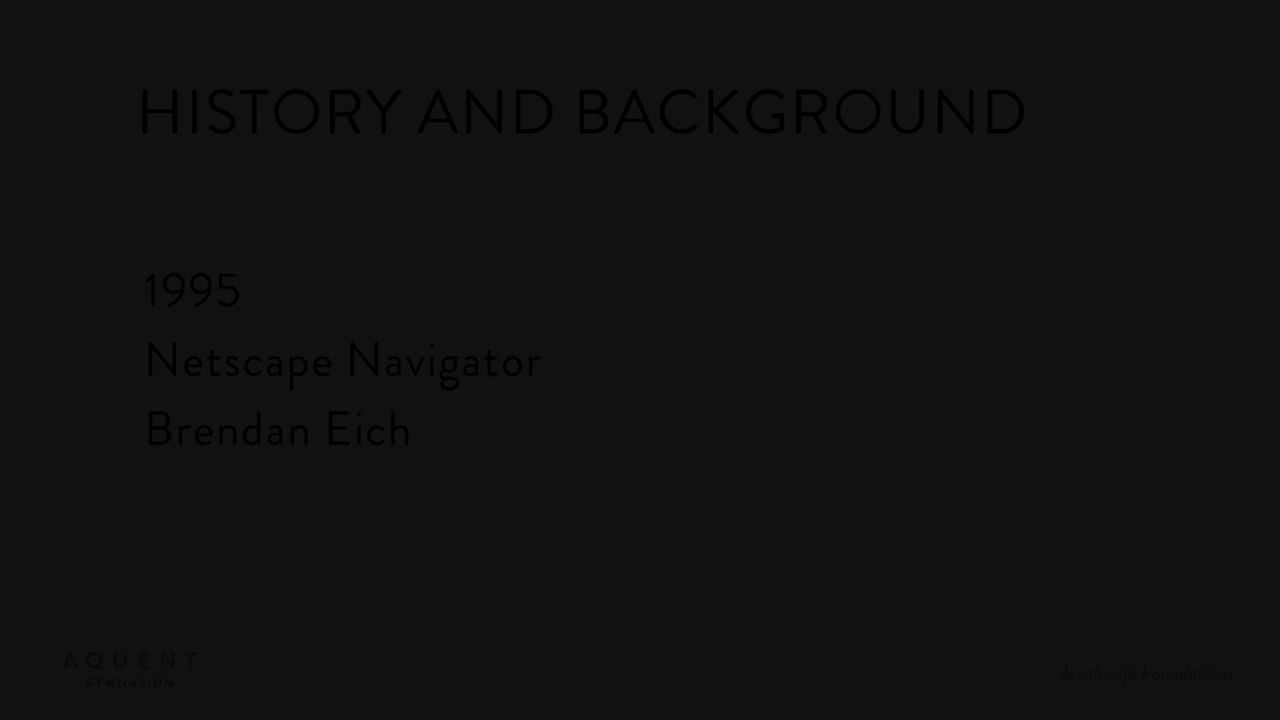 HISTORY AND BACKGROUND
1995
Netscape Navigator
Brendan Eich
AQUENT
GYMNASIUM
JavaScript Foundations